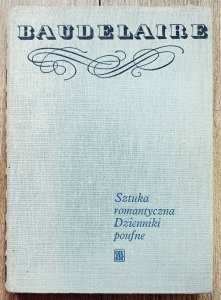 BAUDELAIRE
Sztuka
romantyczna
Dzienniki
poufne